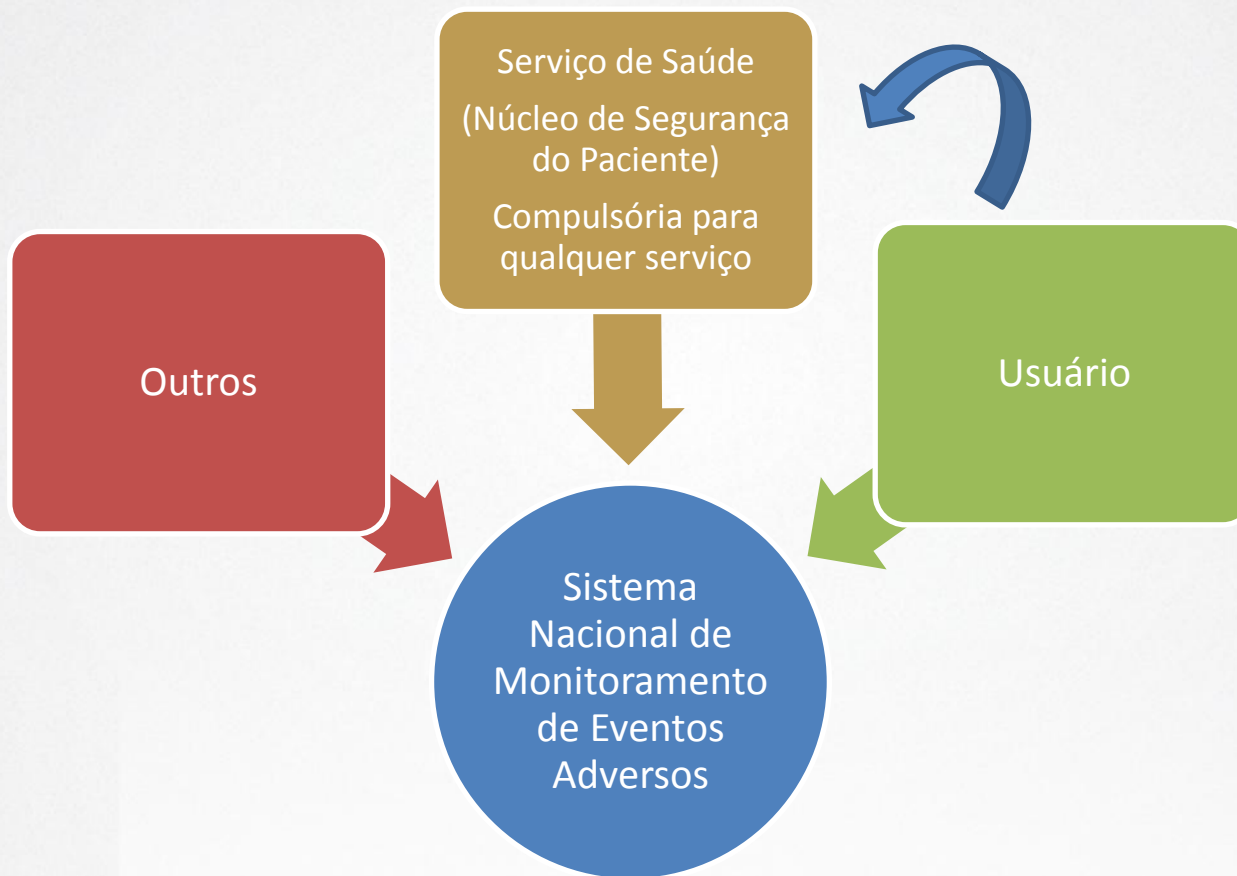 Serviço de Saúde
(Núcleo de Segurança
do Paciente)
Compulsória para
qualquer serviço
Outros
Usuário
Sistema
Nacional de
Monitoramento
de Eventos
Adversos